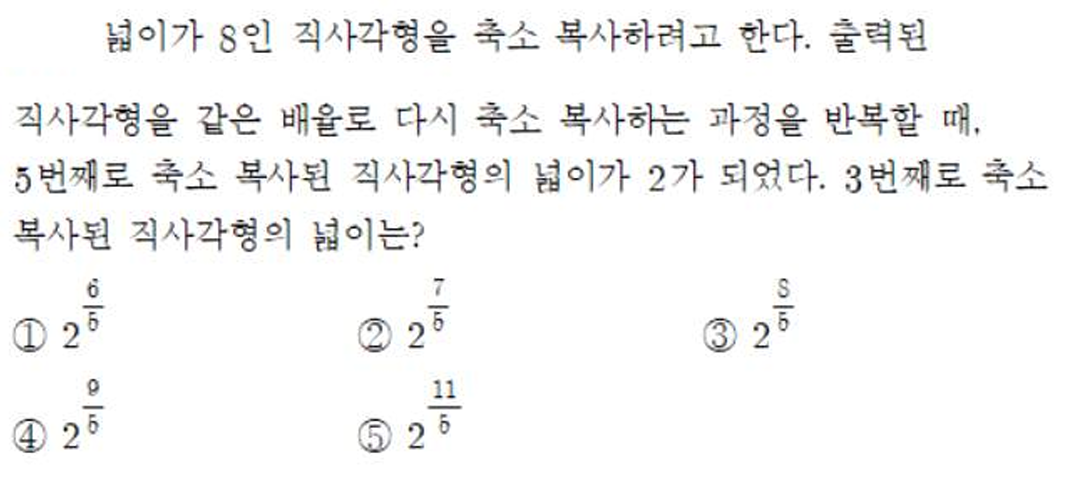 넓이가 8인 직사각형을 축소 복사하려고 한다. 출력된
직사각형을 같은 배율로 다시 축소 복사하는 과정을 반복할 때,
5번째로 축소 복사된 직사각형의 넓이가 2가 되었다. 3번째로 축소
복사된 직사각형의 넓이는?
① 2^{\frac{6}{5}} ② 2^{\frac{7}{5}} ③ 2^{\frac{8}{5}}
④ 2^{\frac{9}{5}} ⑤ 2^{\frac{11}{5}}